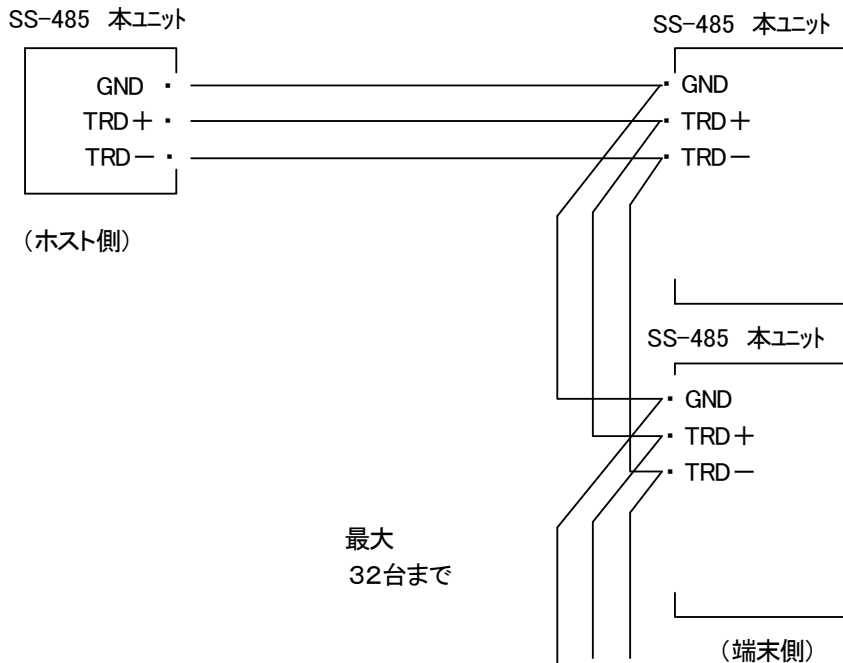 SS-485 本ユニット
GND
TRD+
TRD-
(ホスト側)
SS-485 本ユニット
GND
TRD+
TRD-
SS-485 本ユニット
GND
TRD+
TRD-
最大
32台まで
(端末側)